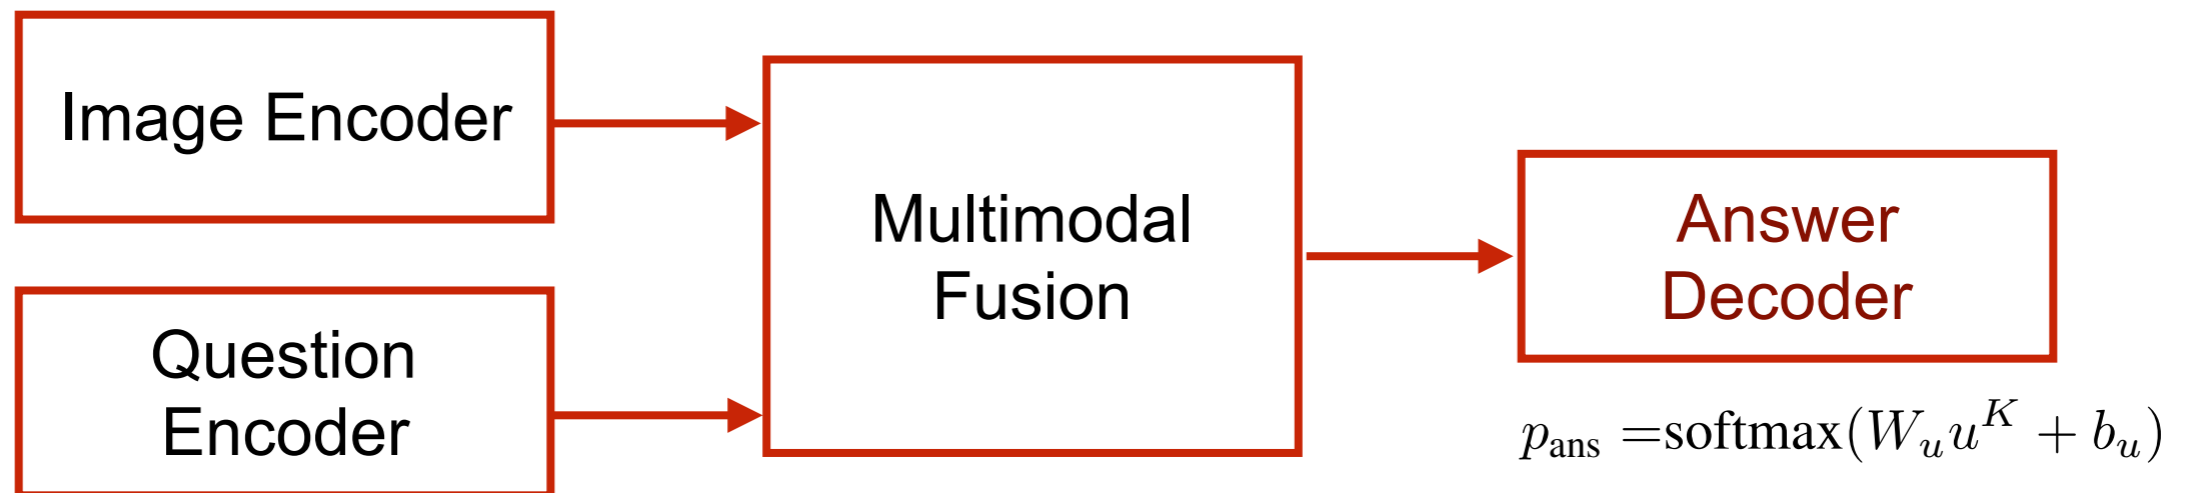 Image Encoder
Question
Encoder
Multimodal
Fusion
Answer
Decoder
p_ans =softmax(W_u u^K + b_u)